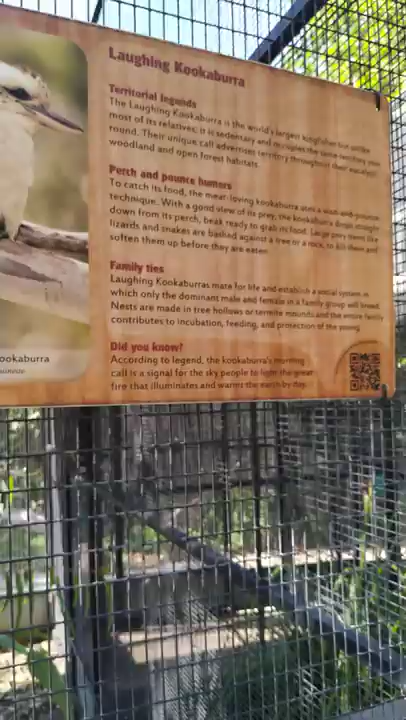 Laughing Kookaburra
Territorial legends
The Laughing Kookaburra is the world's largest kingfisher but unlike
most of its relatives, it is sedentary and occupies the same territory year
round. Their unique call advertises territory throughout their eucalypt
woodland and open forest habitats.
Perch and pounce hunters
To catch its food, the meat-loving kookaburra uses a wait-and-pounce
technique. With a good view of its prey, the kookaburra drops straight
down from its perch, beak ready to grab its food. Large prey items like
lizards and snakes are bashed against a tree or a rock, to kill them and
soften them up before they are eaten.
Family ties
Laughing Kookaburras mate for life and establish a social system in
which only the dominant male and female in a family group will breed.
Nests are made in tree hollows or termite mounds and the entire family
contributes to incubation, feeding, and protection of the young.
Did you know?
According to legend, the kookaburra's morning
call is a signal for the sky people to light the great
fire that illuminates and warms the earth by day.
ookaburra